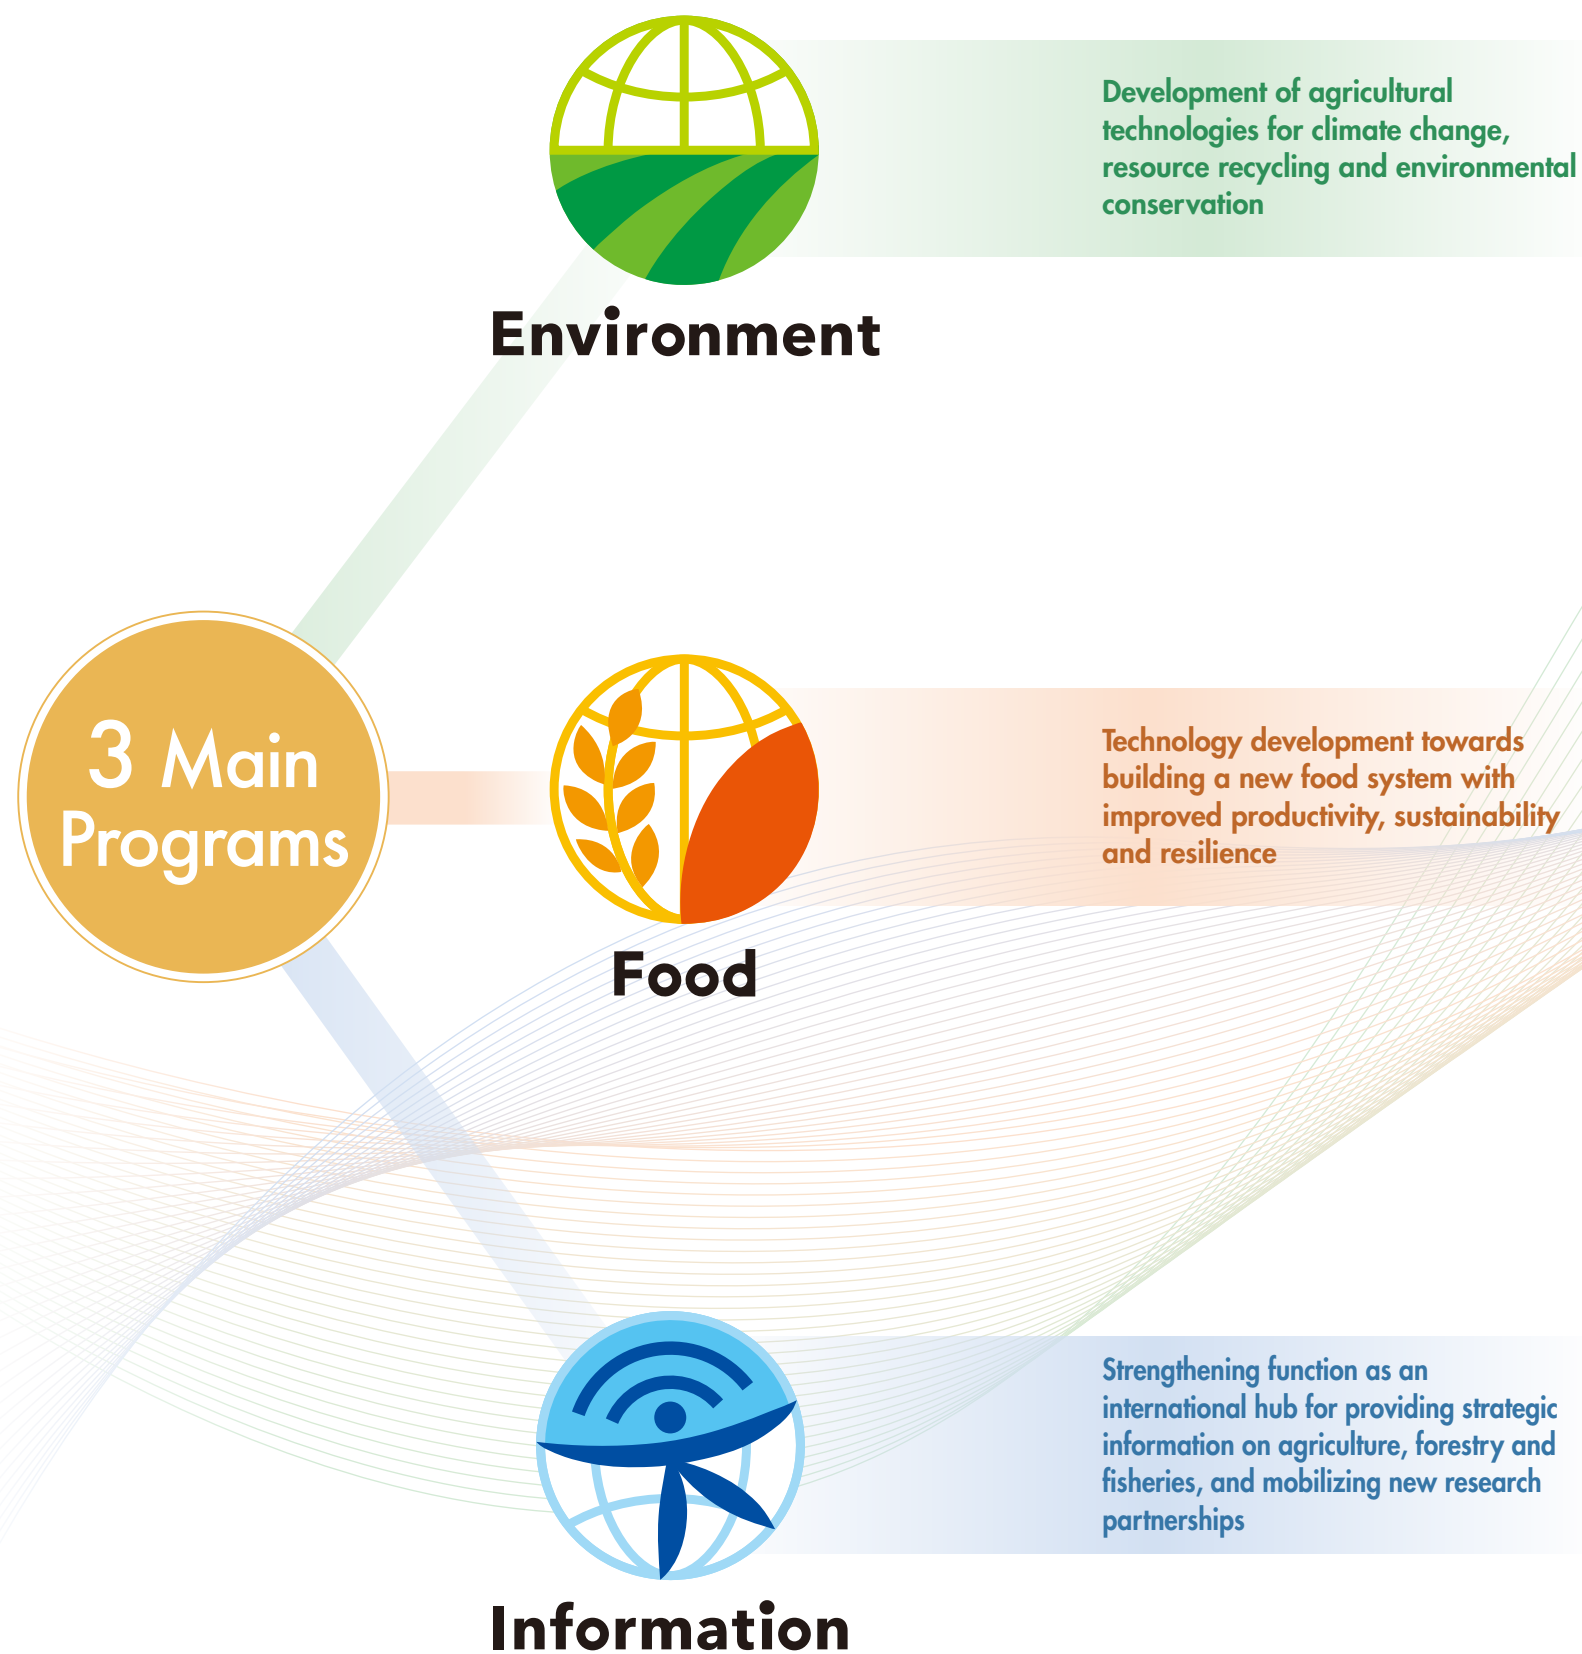 Development of agricultural
technologies for climate change,
resource recycling and environmental
conservation
Environment
3 Main
Programs
Technology development towards
building a new food system with
improved productivity, sustainability
and resilience
Food
Strengthening function as an
international hub for providing strategic
information on agriculture, forestry and
fisheries, and mobilizing new research
partnerships
Information